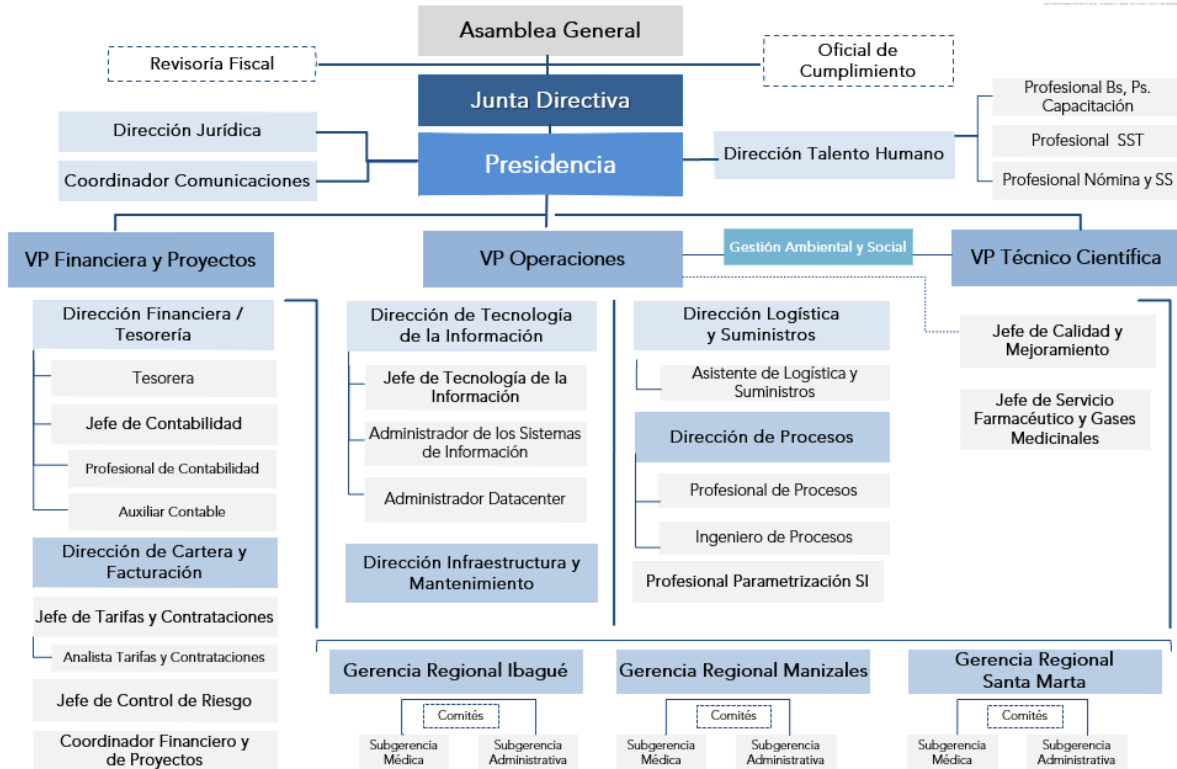 Asamblea General
Revisoría Fiscal
Oficial de
Cumplimiento
Junta Directiva
Dirección Jurídica
Coordinador Comunicaciones
Presidencia
Dirección Talento Humano
Profesional Bs, Ps.
Capacitación
Profesional SST
Profesional Nómina y SS
VP Financiera y Proyectos
VP Operaciones
Gestión Ambiental y Social
VP Técnico Científica
Dirección Financiera /
Tesorería
Tesorera
Jefe de Contabilidad
Profesional de Contabilidad
Auxiliar Contable
Dirección de Cartera y
Facturación
Jefe de Tarifas y Contrataciones
Analista Tarifas y Contrataciones
Jefe de Control de Riesgo
Coordinador Financiero y
de Proyectos
Dirección de Tecnología
de la Información
Jefe de Tecnología de la
Información
Administrador de los Sistemas
de Información
Administrador Datacenter
Dirección Infraestructura y
Mantenimiento
Dirección Logística
y Suministros
Asistente de Logística y
Suministros
Dirección de Procesos
Profesional de Procesos
Ingeniero de Procesos
Profesional Parametrización SI
Jefe de Calidad y
Mejoramiento
Jefe de Servicio
Farmacéutico y Gases
Medicinales
Gerencia Regional Ibagué
Comités
Subgerencia
Médica
Subgerencia
Administrativa
Gerencia Regional Manizales
Comités
Subgerencia
Médica
Subgerencia
Administrativa
Gerencia Regional
Santa Marta
Comités
Subgerencia
Médica
Subgerencia
Administrativa